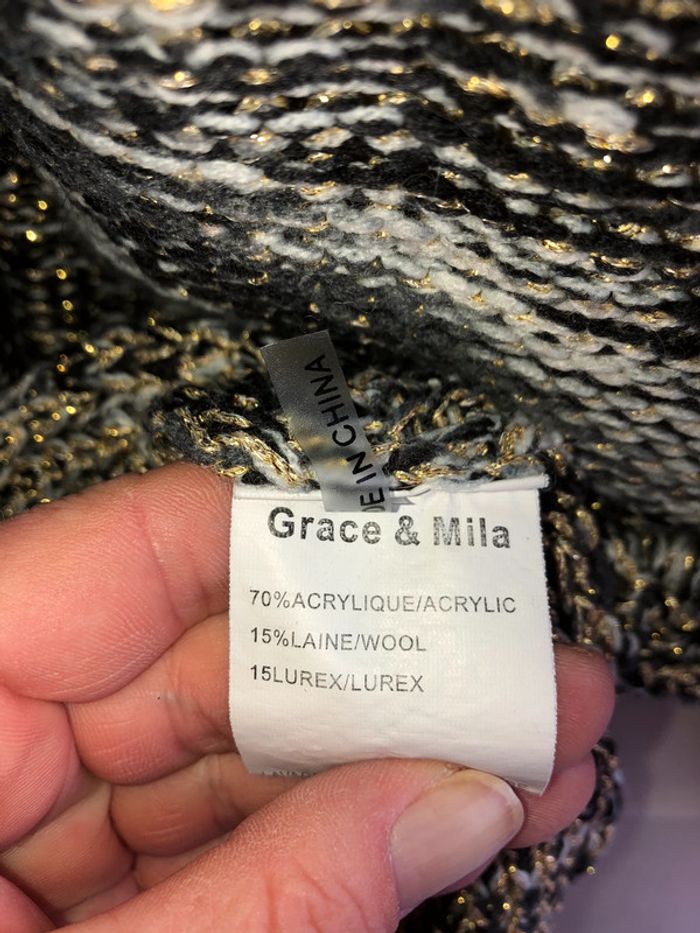 DE IN CHINA
Grace & Mila
70%ACRYLIQUE/ACRYLIC
15%LAINE/WOOL
15LUREX/LUREX